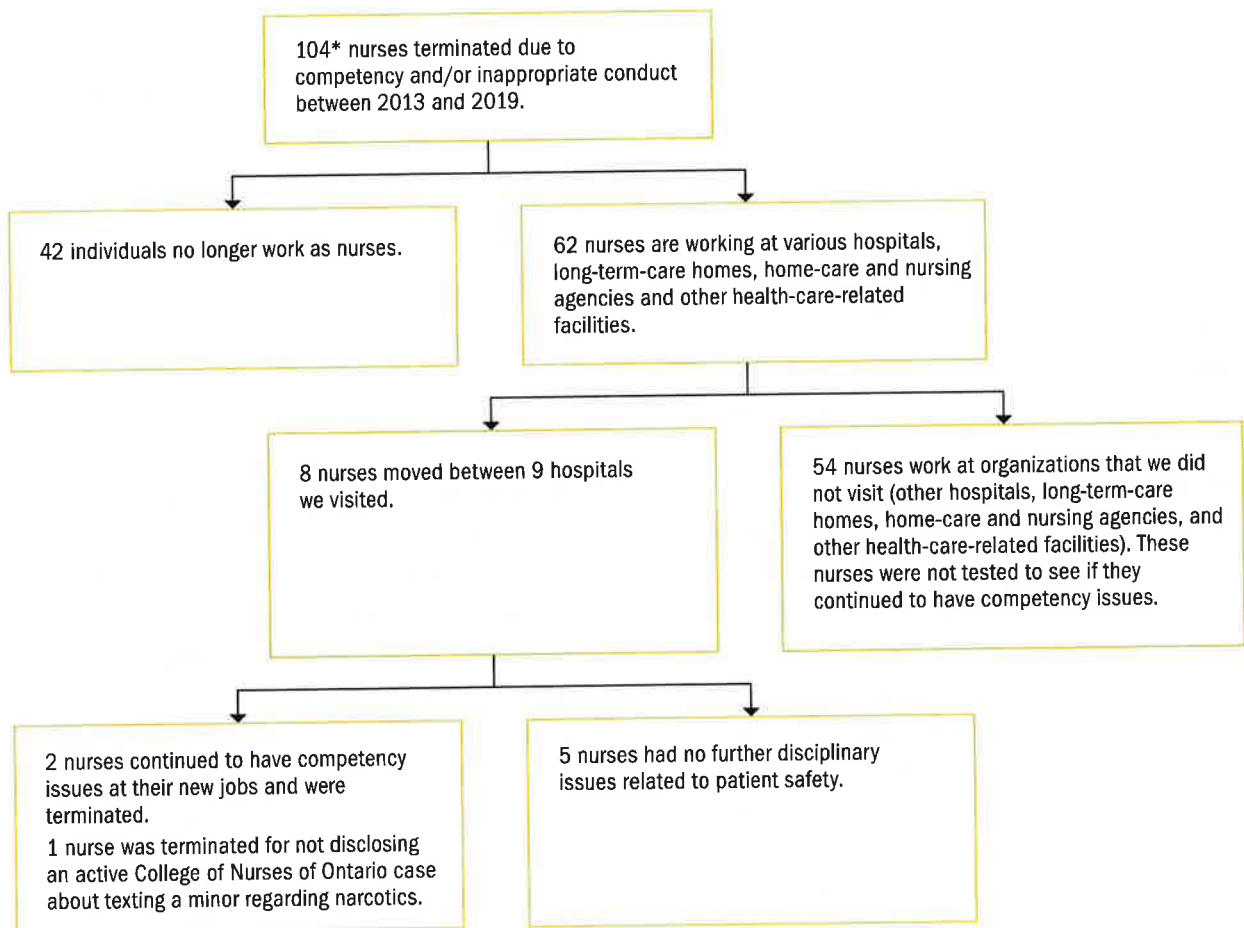 104* nurses terminated due to
competency and/or inappropriate conduct
between 2013 and 2019.
42 individuals no longer work as nurses.
62 nurses are working at various hospitals,
long-term-care homes, home-care and nursing
agencies and other health-care-related
facilities.
8 nurses moved between 9 hospitals
we visited.
54 nurses work at organizations that we did
not visit (other hospitals, long-term-care
homes, home-care and nursing agencies, and
other health-care-related facilities). These
nurses were not tested to see if they
continued to have competency issues.
2 nurses continued to have competency
issues at their new jobs and were
terminated.
1 nurse was terminated for not disclosing
an active College of Nurses of Ontario case
about texting a minor regarding narcotics.
5 nurses had no further disciplinary
issues related to patient safety.